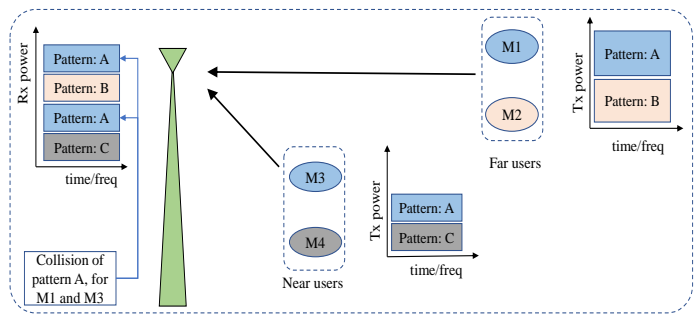 Rx power
Pattern: A
Pattern: B
Pattern: A
Pattern: C
time/freq
Collision of
pattern A, for
M1 and M3
M1
M2
Far users
Tx power
Pattern: A
Pattern: B
time/freq
M3
M4
Near users
Tx power
Pattern: A
Pattern: C
time/freq